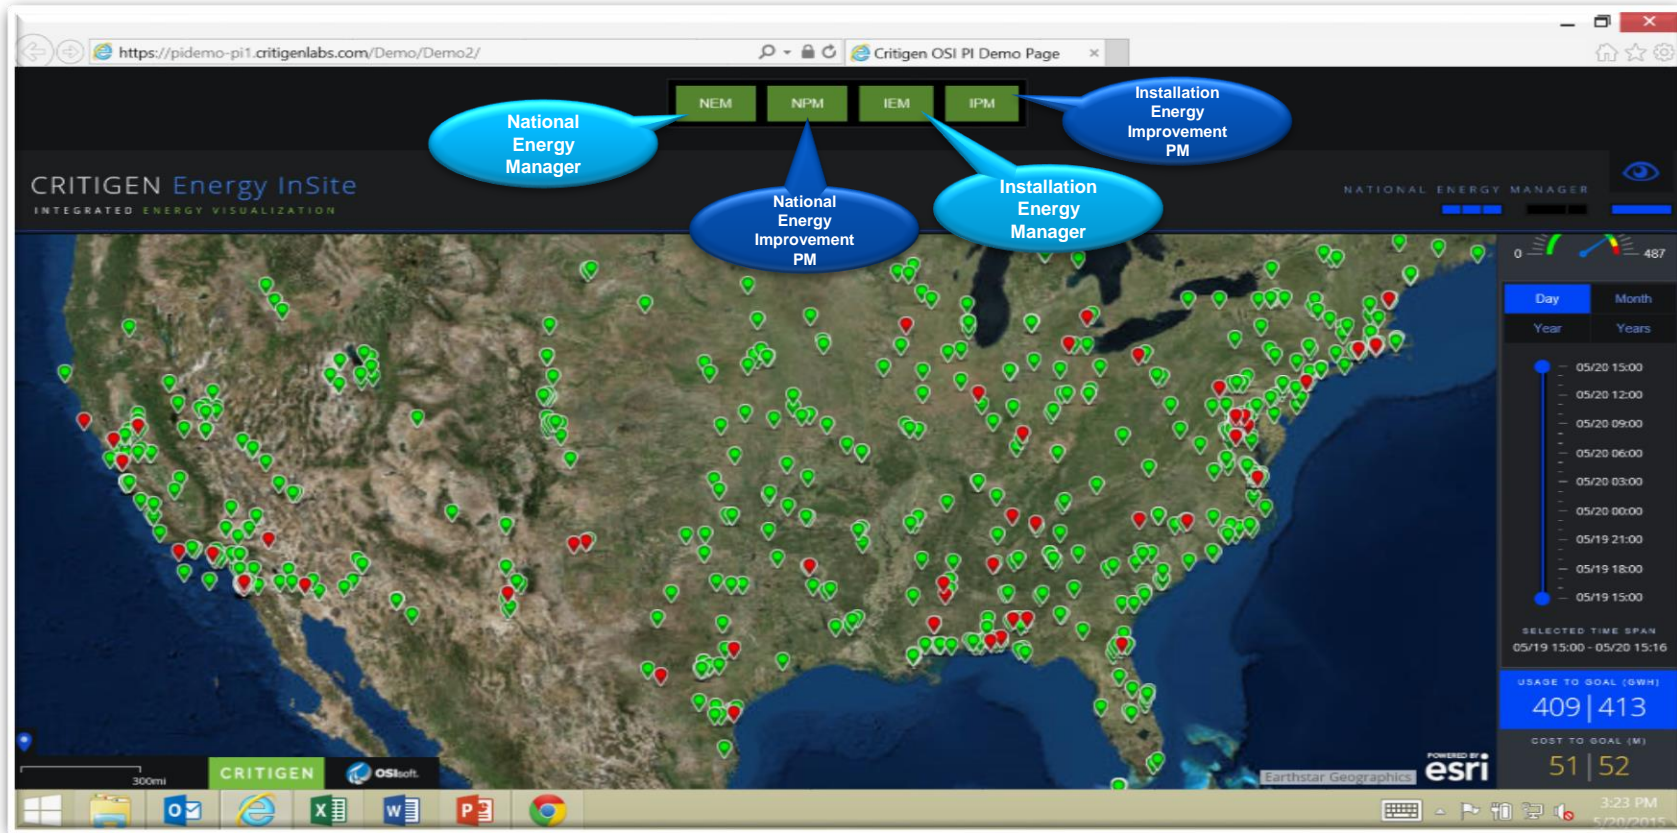 https://pidemo-pi1.critigenlabs.com/Demo/Demo2/
Critigen OSI PI Demo Page
NEM
NPM
IEM
IPM
National
Energy
Manager
National
Energy
Improvement
PM
Installation
Energy
Manager
Installation
Energy
Improvement
PM
CRITIGEN Energy InSite
INTEGRATED ENERGY VISUALIZATION
NATIONAL ENERGY MANAGER
0
487
Day
Month
Year
Years
05/20 15:00
05/20 12:00
05/20 09:00
05/20 06:00
05/20 03:00
05/20 00:00
05/19 21:00
05/19 18:00
05/19 15:00
SELECTED TIME SPAN
05/19 15:00 - 05/20 15:16
USAGE TO GOAL (GWH)
409 | 413
COST TO GOAL (M)
51 | 52
300mi
CRITIGEN
OSIsoft.
Earthstar Geographics
POWERED BY
esri
3:23 PM
5/20/2015